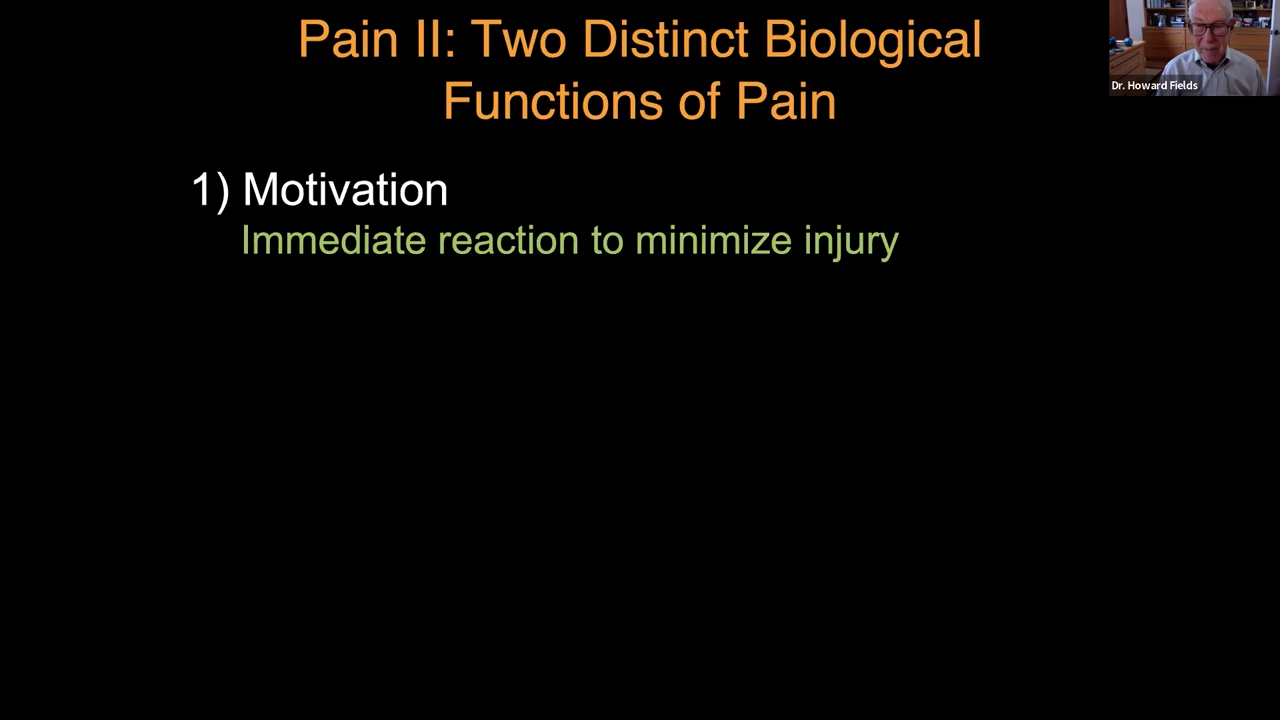 Pain II: Two Distinct Biological
Functions of Pain
Dr. Howard Fields
1) Motivation
Immediate reaction to minimize injury